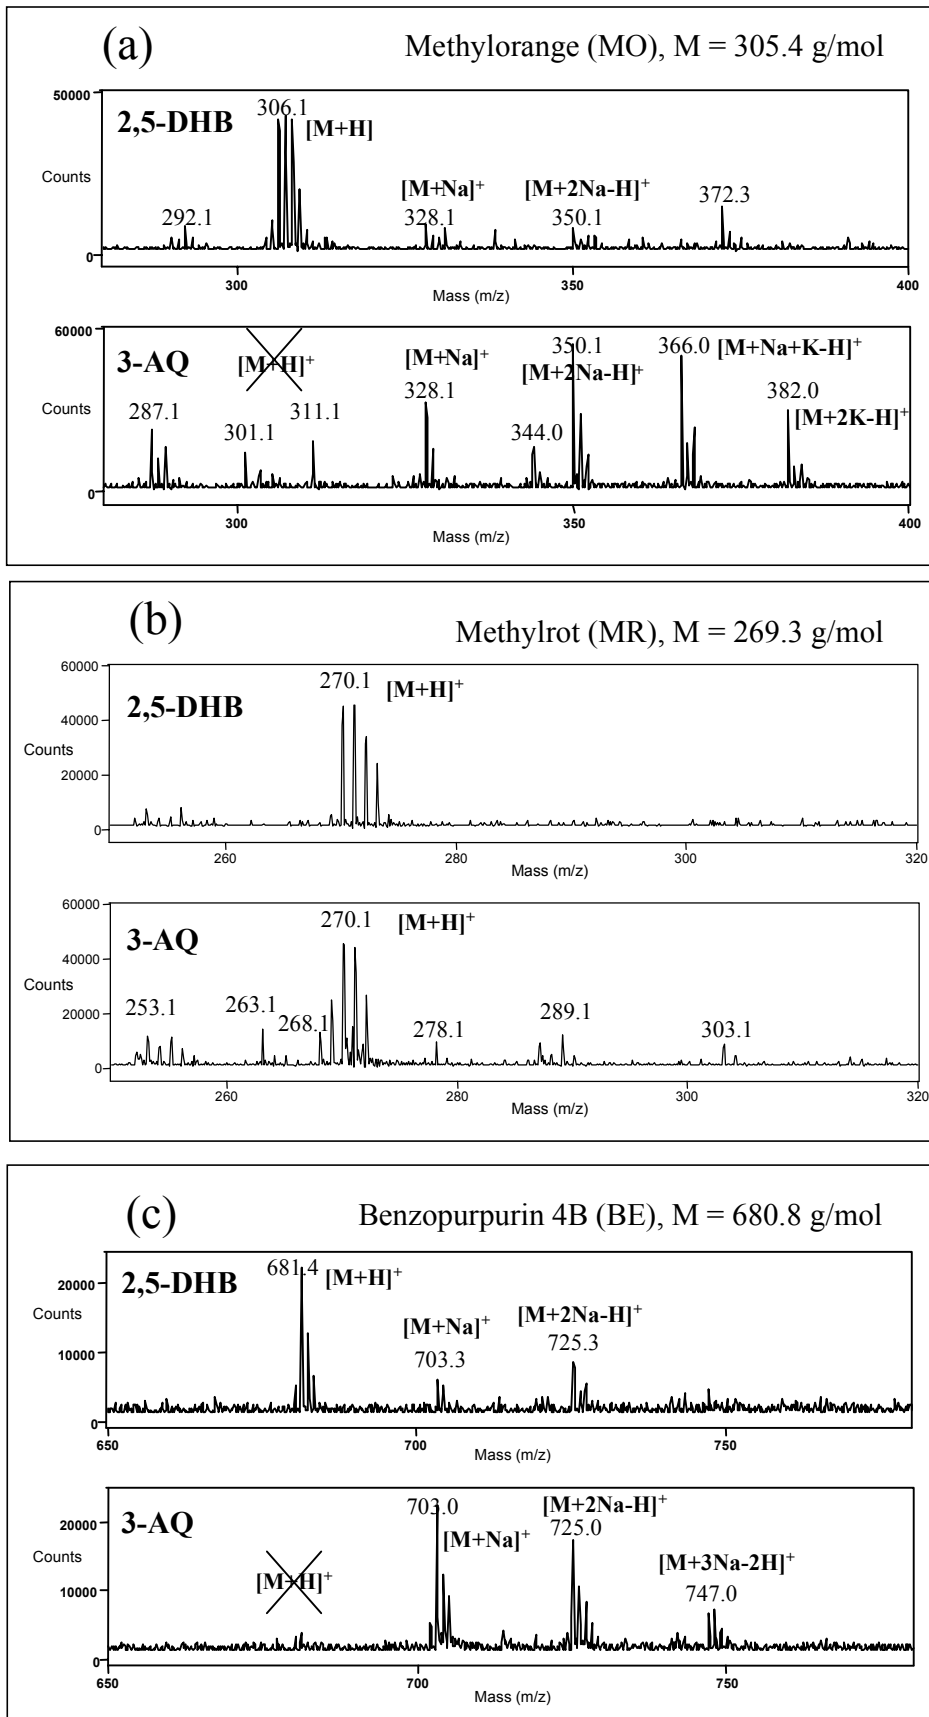 (a)
Methylorange (MO), M = 305.4 g/mol
50000
2,5-DHB
306.1
[M+H]
[M+Na]⁺
[M+2Na-H]⁺
Counts
292.1
328.1
350.1
372.3
0
300
350
400
Mass (m/z)
60000
3-AQ
[M+H]⁺
[M+Na]⁺
350.1
[M+2Na-H]⁺
366.0
[M+Na+K-H]⁺
Counts
287.1
301.1
311.1
328.1
344.0
382.0
[M+2K-H]⁺
0
300
350
400
Mass (m/z)
(b)
Methylrot (MR), M = 269.3 g/mol
60000
2,5-DHB
270.1
[M+H]⁺
40000
Counts
20000
0
260
280
300
320
Mass (m/z)
60000
3-AQ
270.1
[M+H]⁺
40000
Counts
20000
253.1
263.1
268.1
278.1
289.1
303.1
0
260
280
300
320
Mass (m/z)
(c)
Benzopurpurin 4B (BE), M = 680.8 g/mol
2,5-DHB
681.4
[M+H]⁺
20000
Counts
[M+Na]⁺
703.3
[M+2Na-H]⁺
725.3
10000
0
650
700
750
Mass (m/z)
3-AQ
703.0
[M+2Na-H]⁺
725.0
20000
Counts
[M+H]⁺
[M+Na]⁺
[M+3Na-2H]⁺
747.0
10000
0
650
700
750
Mass (m/z)